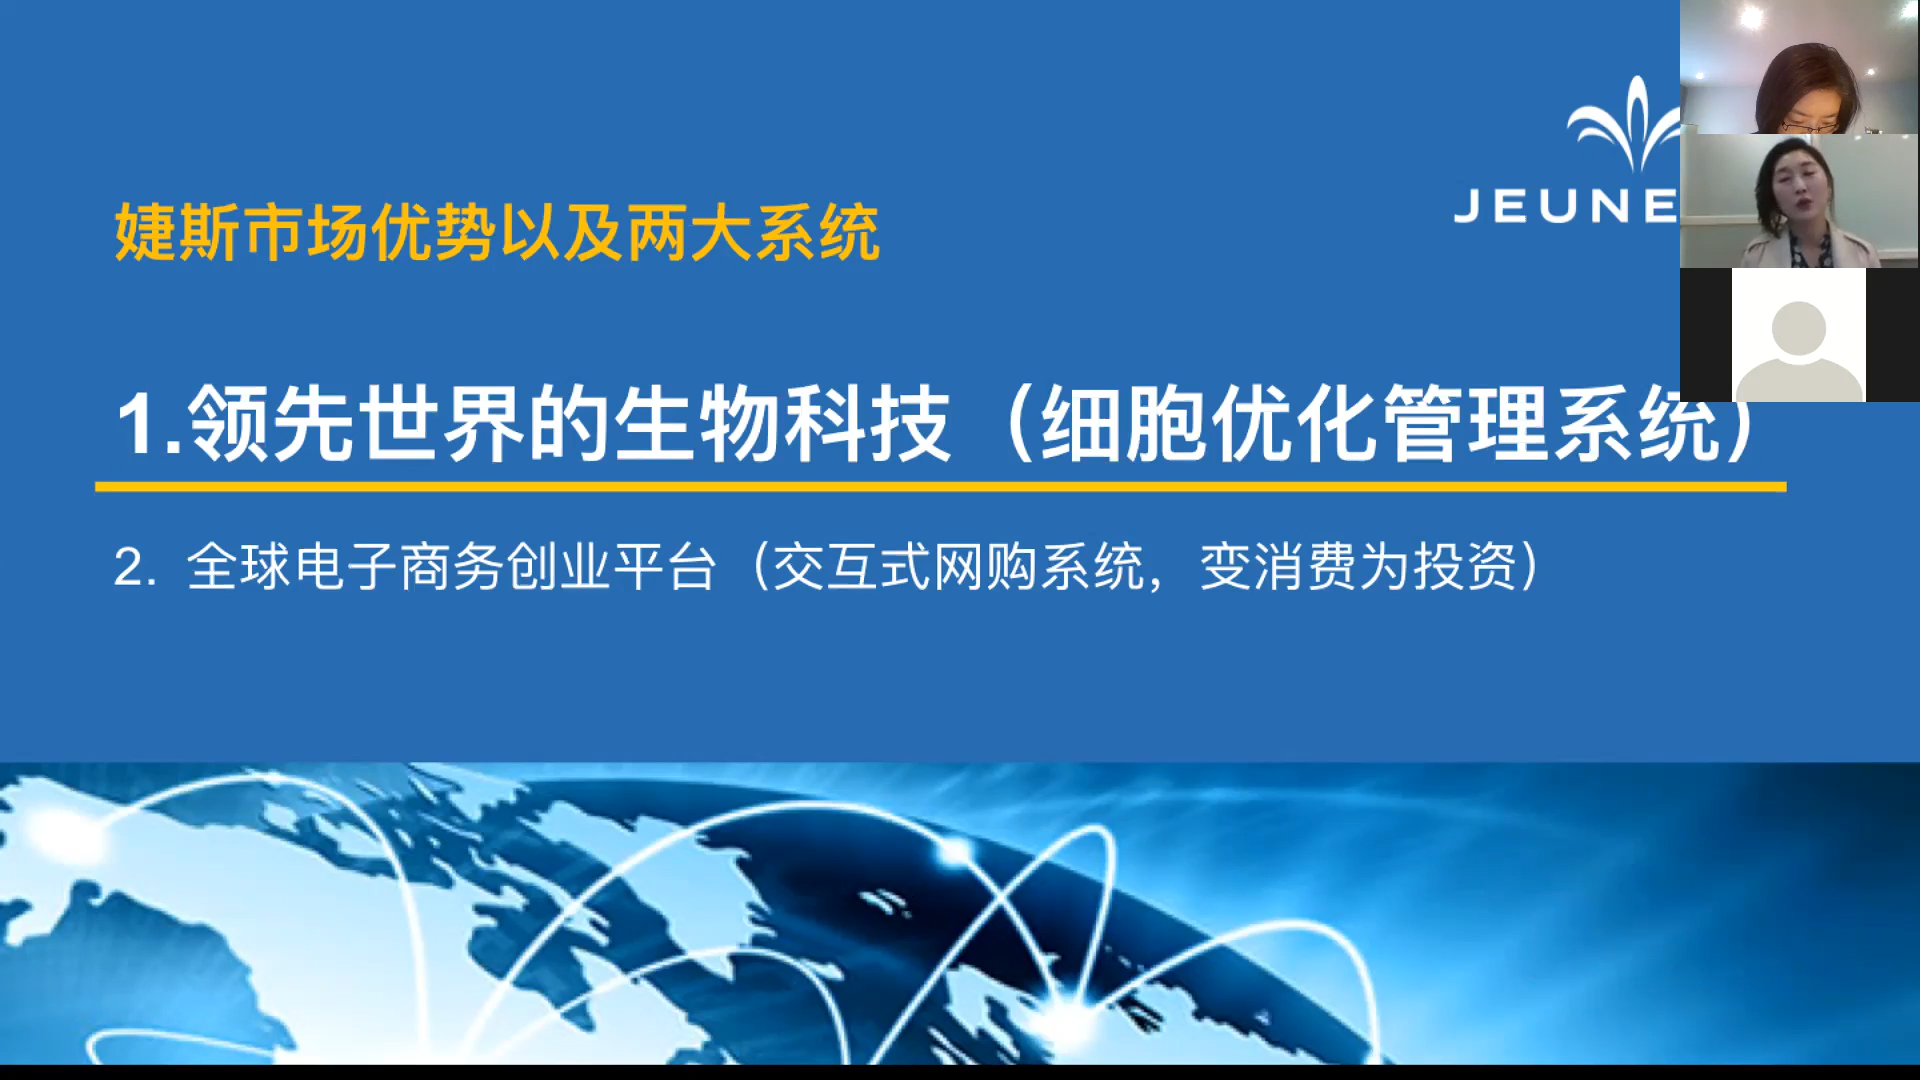 JEUNE
婕斯市场优势以及两大系统
1.领先世界的生物科技（细胞优化管理系统）
2. 全球电子商务创业平台（交互式网购系统，变消费为投资）